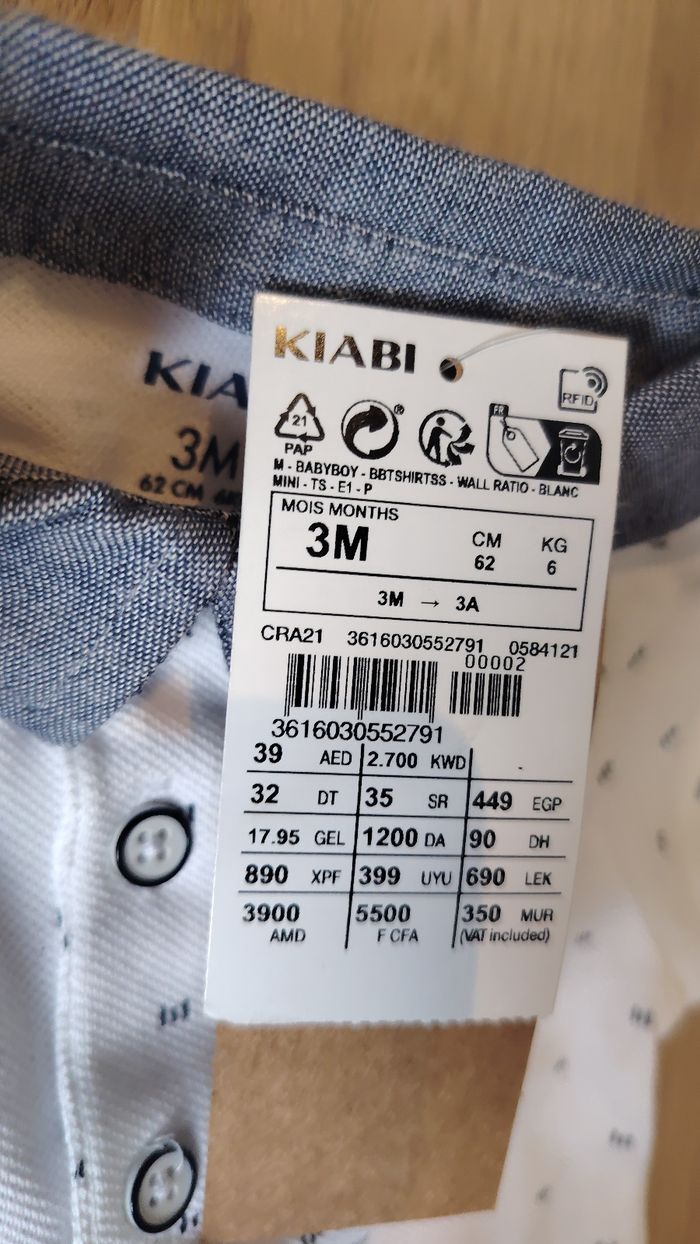 KIABI
3M
62 CM
KIABI
RFID
21
PAP
®
FR
M - BABYBOY - BBTSHIRTSS - WALL RATIO - BLANC
MINI - TS - E1 - P
MOIS MONTHS
3M CM KG
62 6
3M → 3A
CRA21 3616030552791 0584121
00002
3616030552791
39 AED 2.700 KWD -
32 DT 35 SR 449 EGP
17.95 GEL 1200 DA 90 DH
890 XPF 399 UYU 690 LEK
3900 5500 350 MUR
AMD F CFA (VAT included)